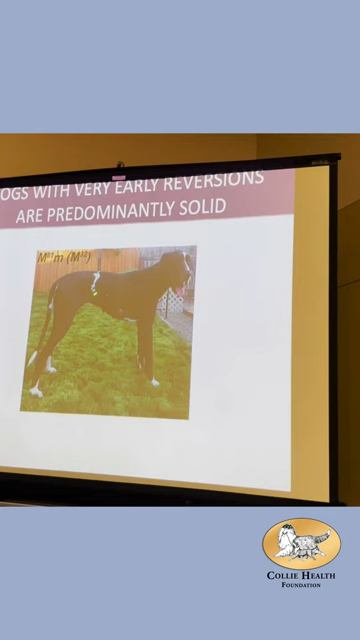 OGS WITH VERY EARLY REVERSIONS
ARE PREDOMINANTLY SOLID
COLLIE HEALTH
FOUNDATION